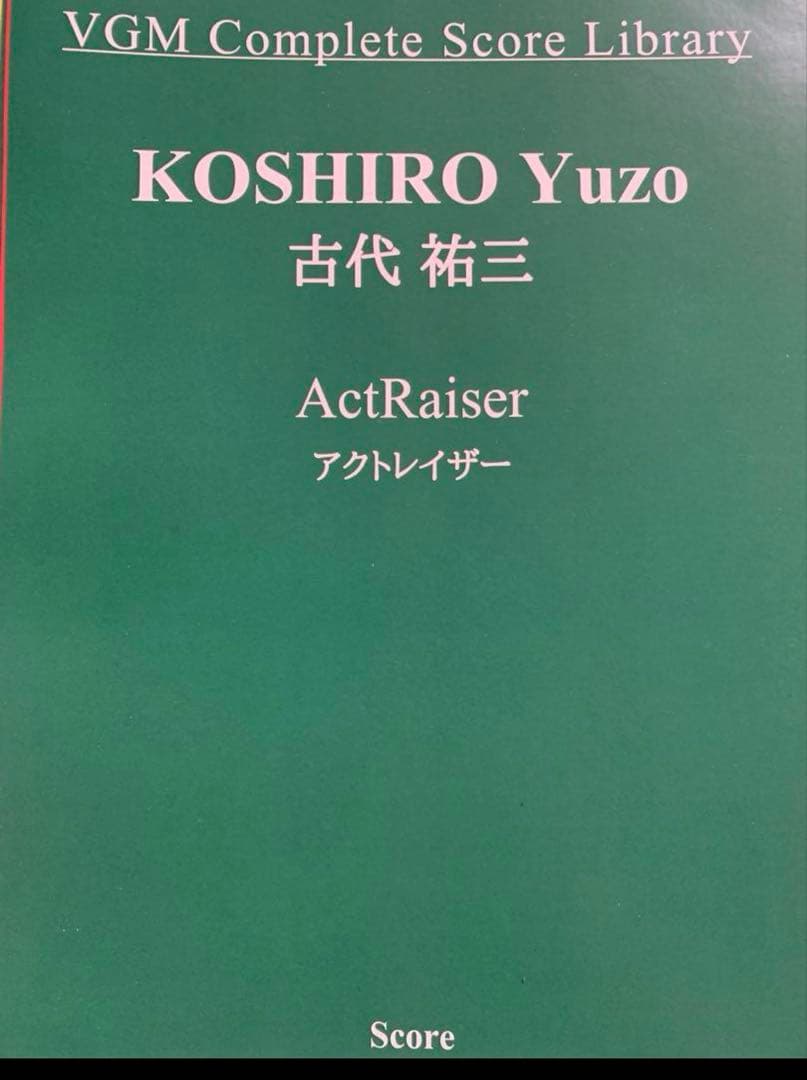 VGM Complete Score Library
KOSHIRO Yuzo
古代 祐三
ActRaiser
アクトレイザー
Score